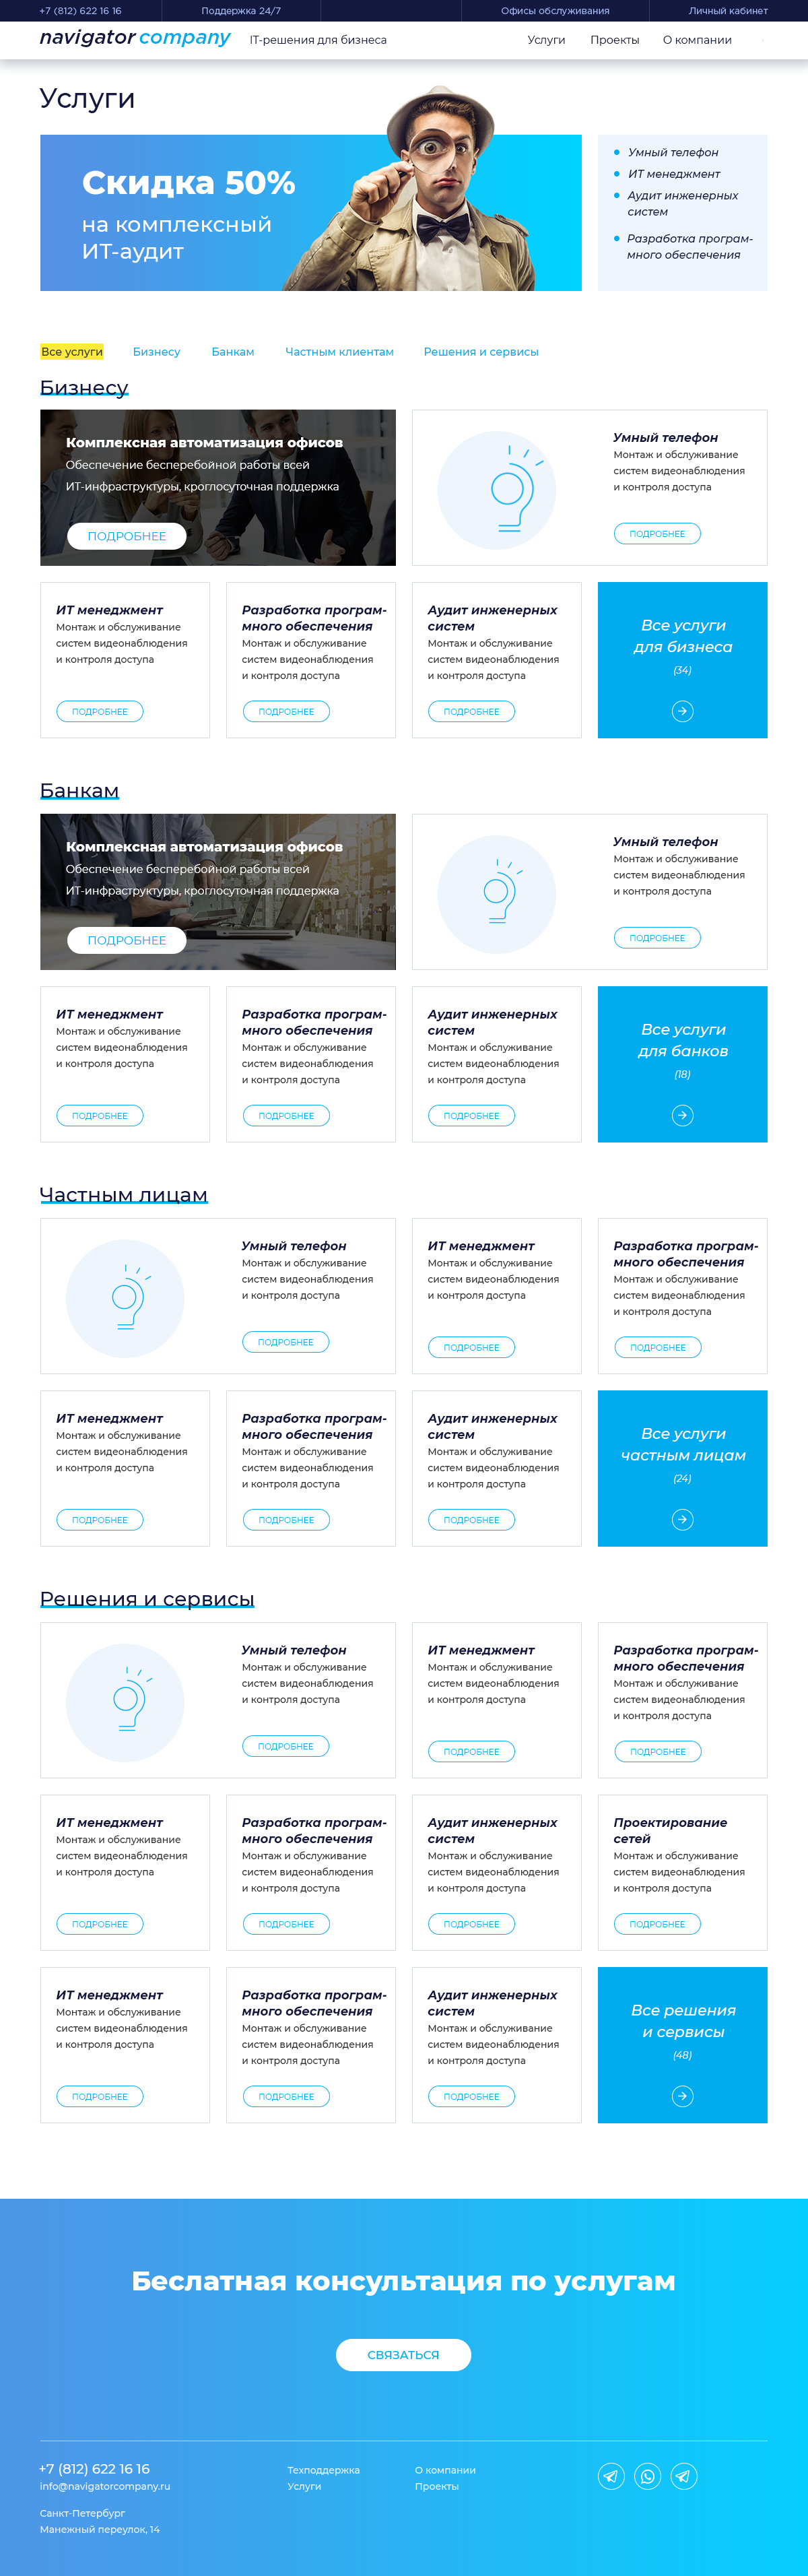 +7 (812) 622 16 16
Поддержка 24/7
Офисы обслуживания
Личный кабинет
navigator company
IT-решения для бизнеса
Услуги
Проекты
О компании
Услуги
Скидка 50%
на комплексный
ИТ-аудит
Умный телефон
ИТ менеджмент
Аудит инженерных
систем
Разработка програм-
много обеспечения
Все услуги
Бизнесу
Банкам
Частным клиентам
Решения и сервисы
Бизнесу
Комплексная автоматизация офисов
Обеспечение бесперебойной работы всей
ИТ-инфраструктуры, кроглосуточная поддержка
ПОДРОБНЕЕ
Умный телефон
Монтаж и обслуживание
систем видеонаблюдения
и контроля доступа
ПОДРОБНЕЕ
ИТ менеджмент
Монтаж и обслуживание
систем видеонаблюдения
и контроля доступа
ПОДРОБНЕЕ
Разработка програм-
много обеспечения
Монтаж и обслуживание
систем видеонаблюдения
и контроля доступа
ПОДРОБНЕЕ
Аудит инженерных
систем
Монтаж и обслуживание
систем видеонаблюдения
и контроля доступа
ПОДРОБНЕЕ
Все услуги
для бизнеса
(34)
Банкам
Комплексная автоматизация офисов
Обеспечение бесперебойной работы всей
ИТ-инфраструктуры, кроглосуточная поддержка
ПОДРОБНЕЕ
Умный телефон
Монтаж и обслуживание
систем видеонаблюдения
и контроля доступа
ПОДРОБНЕЕ
ИТ менеджмент
Монтаж и обслуживание
систем видеонаблюдения
и контроля доступа
ПОДРОБНЕЕ
Разработка програм-
много обеспечения
Монтаж и обслуживание
систем видеонаблюдения
и контроля доступа
ПОДРОБНЕЕ
Аудит инженерных
систем
Монтаж и обслуживание
систем видеонаблюдения
и контроля доступа
ПОДРОБНЕЕ
Все услуги
для банков
(18)
Частным лицам
Умный телефон
Монтаж и обслуживание
систем видеонаблюдения
и контроля доступа
ПОДРОБНЕЕ
ИТ менеджмент
Монтаж и обслуживание
систем видеонаблюдения
и контроля доступа
ПОДРОБНЕЕ
Разработка програм-
много обеспечения
Монтаж и обслуживание
систем видеонаблюдения
и контроля доступа
ПОДРОБНЕЕ
ИТ менеджмент
Монтаж и обслуживание
систем видеонаблюдения
и контроля доступа
ПОДРОБНЕЕ
Разработка програм-
много обеспечения
Монтаж и обслуживание
систем видеонаблюдения
и контроля доступа
ПОДРОБНЕЕ
Аудит инженерных
систем
Монтаж и обслуживание
систем видеонаблюдения
и контроля доступа
ПОДРОБНЕЕ
Все услуги
частным лицам
(24)
Решения и сервисы
Умный телефон
Монтаж и обслуживание
систем видеонаблюдения
и контроля доступа
ПОДРОБНЕЕ
ИТ менеджмент
Монтаж и обслуживание
систем видеонаблюдения
и контроля доступа
ПОДРОБНЕЕ
Разработка програм-
много обеспечения
Монтаж и обслуживание
систем видеонаблюдения
и контроля доступа
ПОДРОБНЕЕ
ИТ менеджмент
Монтаж и обслуживание
систем видеонаблюдения
и контроля доступа
ПОДРОБНЕЕ
Разработка програм-
много обеспечения
Монтаж и обслуживание
систем видеонаблюдения
и контроля доступа
ПОДРОБНЕЕ
Аудит инженерных
систем
Монтаж и обслуживание
систем видеонаблюдения
и контроля доступа
ПОДРОБНЕЕ
Проектирование
сетей
Монтаж и обслуживание
систем видеонаблюдения
и контроля доступа
ПОДРОБНЕЕ
ИТ менеджмент
Монтаж и обслуживание
систем видеонаблюдения
и контроля доступа
ПОДРОБНЕЕ
Разработка програм-
много обеспечения
Монтаж и обслуживание
систем видеонаблюдения
и контроля доступа
ПОДРОБНЕЕ
Аудит инженерных
систем
Монтаж и обслуживание
систем видеонаблюдения
и контроля доступа
ПОДРОБНЕЕ
Все решения
и сервисы
(48)
Беслатная консультация по услугам
СВЯЗАТЬСЯ
+7 (812) 622 16 16
info@navigatorcompany.ru
Санкт-Петербург
Манежный переулок, 14
Техподдержка
Услуги
О компании
Проекты